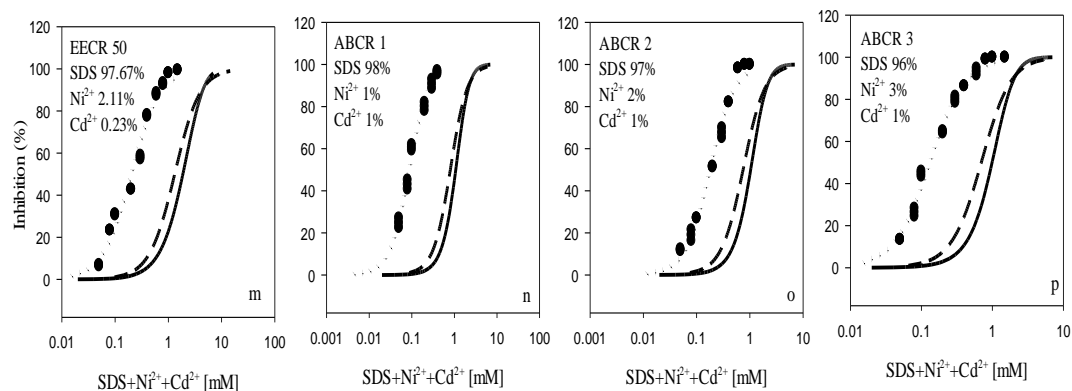 Inhibition (%)
120
100
80
60
40
20
0
EECR 50
SDS 97.67%
Ni²⁺ 2.11%
Cd²⁺ 0.23%
m
0.01 0.1 1 10 100
SDS+Ni²⁺+Cd²⁺ [mM]
120
100
80
60
40
20
0
ABCR 1
SDS 98%
Ni²⁺ 1%
Cd²⁺ 1%
n
0.001 0.01 0.1 1 10 100
SDS+Ni²⁺+Cd²⁺ [mM]
120
100
80
60
40
20
0
ABCR 2
SDS 97%
Ni²⁺ 2%
Cd²⁺ 1%
o
0.001 0.01 0.1 1 10
SDS+Ni²⁺+Cd²⁺ [mM]
120
100
80
60
40
20
0
ABCR 3
SDS 96%
Ni²⁺ 3%
Cd²⁺ 1%
p
0.01 0.1 1 10
SDS+Ni²⁺+Cd²⁺ [mM]